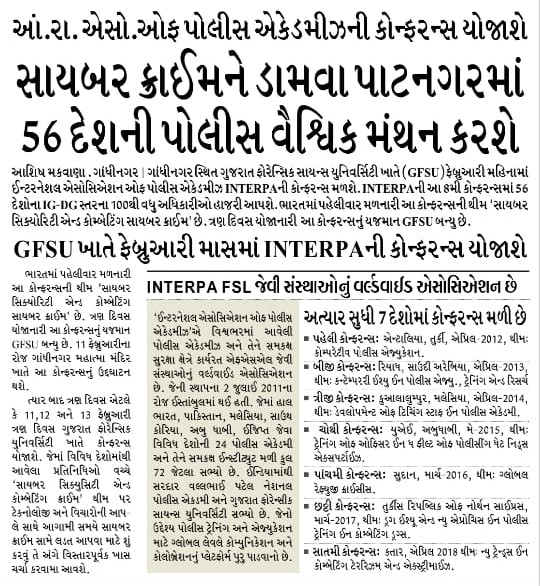 આં.રા. એસો.ઓફ પોલીસ એકેડમીઝની કોન્ફરન્સ યોજાશે
સાયબર ક્રાઈમને ડામવા પાટનગરમાં
56 દેશની પોલીસ વૈશ્વિક મંથન કરશે
આશિષ મકવાણા . ગાંધીનગર | ગાંધીનગર સ્થિત ગુજરાત ફોરેન્સિક સાયન્સ યુનિવર્સિટી ખાતે (GFSU) ફેબ્રુઆરી મહિનામાં
ઈન્ટરનેશનલ એસોસિએશન ઓફ પોલીસ એકેડમીઝ INTERPAની કોન્ફરન્સ મળશે. INTERPAની આ 8મી કોન્ફરન્સમાં 56
દેશોના IG-DG સ્તરના 100થી વધુ અધિકારીઓ હાજરી આપશે. ભારતમાં પહેલીવાર મળનારી આ કોન્ફરન્સની થીમ ‘સાયબર
સિક્યોરિટી એન્ડ કોમ્બેટિંગ સાયબર ક્રાઈમ’ છે. ત્રણ દિવસ યોજાનારી આ કોન્ફરન્સનું યજમાન GFSU બન્યુ છે.
GFSU ખાતે ફેબ્રુઆરી માસમાં INTERPAની કોન્ફરન્સ યોજાશે
ભારતમાં પહેલીવાર મળનારી
આ કોન્ફરન્સની થીમ ‘સાયબર
સિક્યોરિટી એન્ડ કોમ્બેટિંગ
સાયબર ક્રાઈમ’ છે. ત્રણ દિવસ
યોજાનારી આ કોન્ફરન્સનું યજમાન
GFSU બન્યું છે. 11 ફેબ્રુઆરીના
રોજ ગાંધીનગર મહાત્મા મંદિર
ખાતે આ કોન્ફરન્સનું ઉદ્ઘાટન
થશે.
ત્યાર બાદ ત્રણ દિવસ એટલે
કે 11,12 અને 13 ફેબ્રુઆરી
ત્રણ દિવસ ગુજરાત ફોરેન્સિક
યુનિવર્સિટી ખાતે કોન્ફરન્સ
યોજાશે. જેમાં વિવિધ દેશોમાંથી
આવેલા પ્રતિનિધિઓ વચ્ચે
‘સાયબર સિક્યુસિટી એન્ડ
કોમ્બેટિંગ ક્રાઈમ’ થીમ પર
ટેક્નોલોજી અને વિચારોની આપ-
લે સાથે આગામી સમયે સાયબર
ક્રાઈમ સામે લડત આપવા માટે શું
કરવું તે અંગે વિસ્તારપૂર્વક ખાસ
ચર્ચા કરવામા આવશે.
INTERPA FSL જેવી સંસ્થાઓનું વર્લ્ડવાઈડ એસોસિએશન છે
‘ઈન્ટરનેશનલ એસોસિએશન ઓફ પોલીસ
એકેડમીઝ’એ વિશ્વભરમાં આવેલી
પોલીસ એકેડમીઝ અને તેને સમકક્ષ
સુરક્ષા ક્ષેત્રે કાર્યરત એફએસએલ જેવી
સંસ્થાઓનું વર્લ્ડવાઈડ એસોસિએશન
છે. જેની સ્થાપના 2 જુલાઈ 2011ના
રોજ ઈસ્તાંબુલમાં થઈ હતી. જેમાં હાલ
ભારત, પાકિસ્તાન, મલેસિયા, સાઉથ
કોરિયા, અબુ ધાબી, ઈજિપ્ત જેવા
વિવિધ દેશોની 24 પોલીસ એકડમી
અને તેને સમકક્ષ ઈન્સ્ટીટ્યુટ મળી કુલ
72 જેટલા સભ્યો છે. ઈન્ડિયામાંથી
સરદાર વલ્લભાઈ પટેલ નેશનલ
પોલીસ એકડમી અને ગુજરાત ફોરેન્સીક
સાયન્સ યુનિવર્સિટી સભ્યો છે. જેનો
ઉદ્દેશ્ય પોલીસ ટ્રેનિંગ અને એજ્યુકેશન
માટે ગ્લોબલ લેવલે કોમ્યુનિકેશન અને
કોલોબ્રેશનનું પ્લેટફોર્મ પુરુ પાડવાનો છે.
અત્યાર સુધી 7 દેશોમાં કોન્ફરન્સ મળી છે
■ પહેલી કોન્ફરન્સ: એન્ટાલિયા, તુર્કી, એપ્રિલ-2012, થીમ:
કોમ્પરેટીવ પોલીસ એજ્યુકેશન.
બીજી કોન્ફરન્સ: રિયાધ, સાઉદી અરેબિયા, એપ્રિલ-2013,
થીમ: કન્ટેમ્પરરી ઈશ્યુ ઈન પોલીસ એજ્યુ., ટ્રેનિંગ એન્ડ રિસર્ચ
■ ત્રીજી કોન્ફરન્સ: કુઆલાલુમ્પુર, મલેસિયા, એપ્રિલ-2014,
થીમ: ડેવલોપમેન્ટ ઓફ ટિચિંગ સ્ટાફ ઈન પોલીસ એકેડમી.
■ ચોથી કોન્ફરન્સ: યુએઈ, અબુધાબી, મે-2015, થીમ:
ટ્રેનિંગ ઓફ ઓફિસર ઈન ધ ફીલ્ડ ઓફ પોલીસીંગ ધેટ નિડ્સ
એક્સપર્ટાઈઝ.
■ પાંચમી કોન્ફરન્સ: સુદાન, માર્ચ-2016, થીમ: ગ્લોબલ
રેફ્યુજી ક્રાઈસીસ.
■ છઠ્ઠી કોન્ફરન્સ: તુર્કીસ રિપબ્લિક ઓફ નોર્થન સાઈપ્રસ,
માર્ચ-2017, થીમ: ડ્રગ ઈશ્યૂ એન્ડ ન્યુ એપ્રોચિસ ઈન પોલીસ
ટ્રેનિંગ ઈન કોમ્બેટિંગ ડ્રગ્સ.
■ સાતમી કોન્ફરન્સ: કતાર, એપ્રિલ 2018 થીમ: ન્યુ ટ્રેન્ડ્સ ઈન
કોમ્બેટિંગ ટેરરિઝમ એન્ડ એક્સ્ટ્રીમાઈઝ.